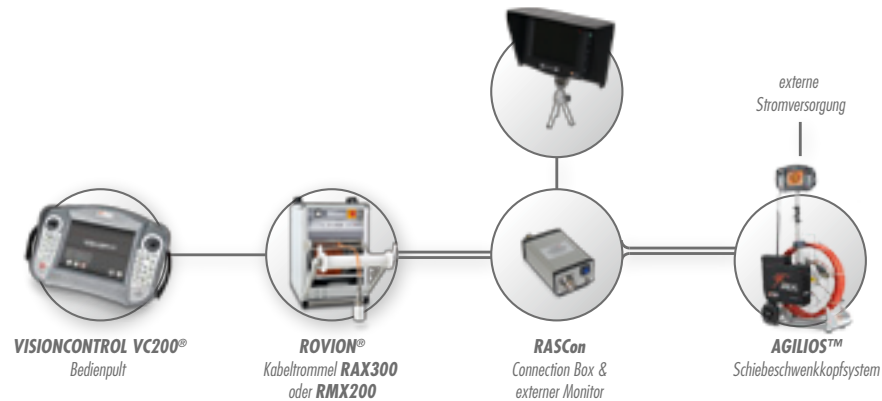 externe
Stromversorgung
VISIONCONTROL VC200®
Bedienpult
ROVION®
Kabeltrommel RAX300
oder RMX200
RASCon
Connection Box &
externer Monitor
AGILIOS™
Schiebeschwenkkopfsystem